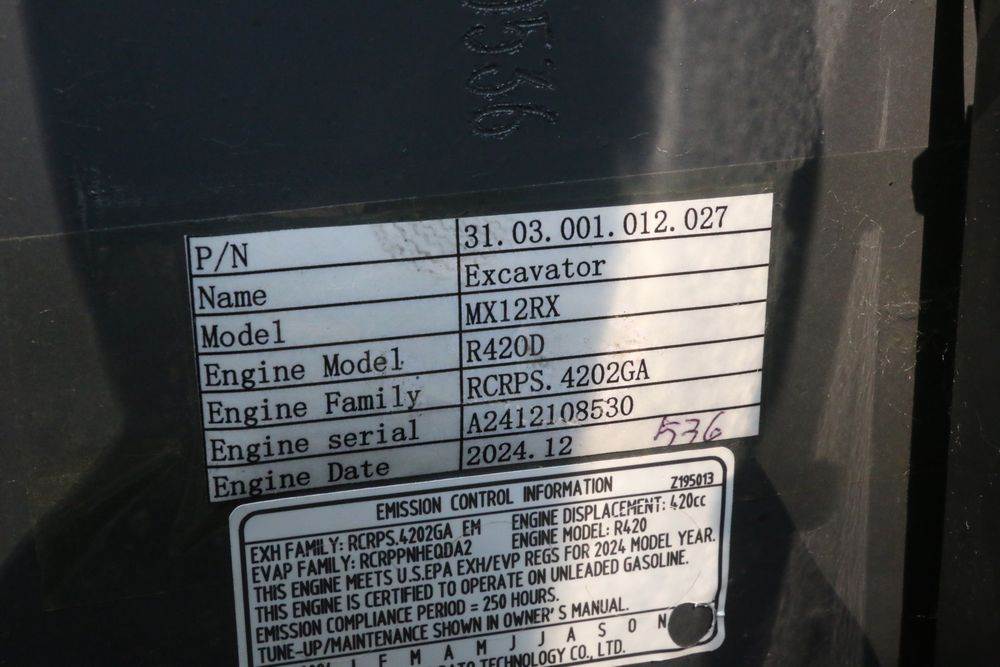 0536
P/N 31.03.001.012.027
Name Excavator
Model MX12RX
Engine Model R420D
Engine Family RCRPS.4202GA
Engine serial A2412108530
Engine Date 2024.12 536
EMISSION CONTROL INFORMATION Z195013
EXH FAMILY: RCRPS.4202GA EM ENGINE DISPLACEMENT: 420cc
EVAP FAMILY: RCRPPNHEQDA2 ENGINE MODEL: R420
THIS ENGINE MEETS U.S.EPA EXH/EVP REGS FOR 2024 MODEL YEAR.
THIS ENGINE IS CERTIFIED TO OPERATE ON UNLEADED GASOLINE.
EMISSION COMPLIANCE PERIOD = 250 HOURS.
TUNE-UP/MAINTENANCE SHOWN IN OWNER'S MANUAL.
J F M A M J J A S O N
TECHNOLOGY CO., LTD.